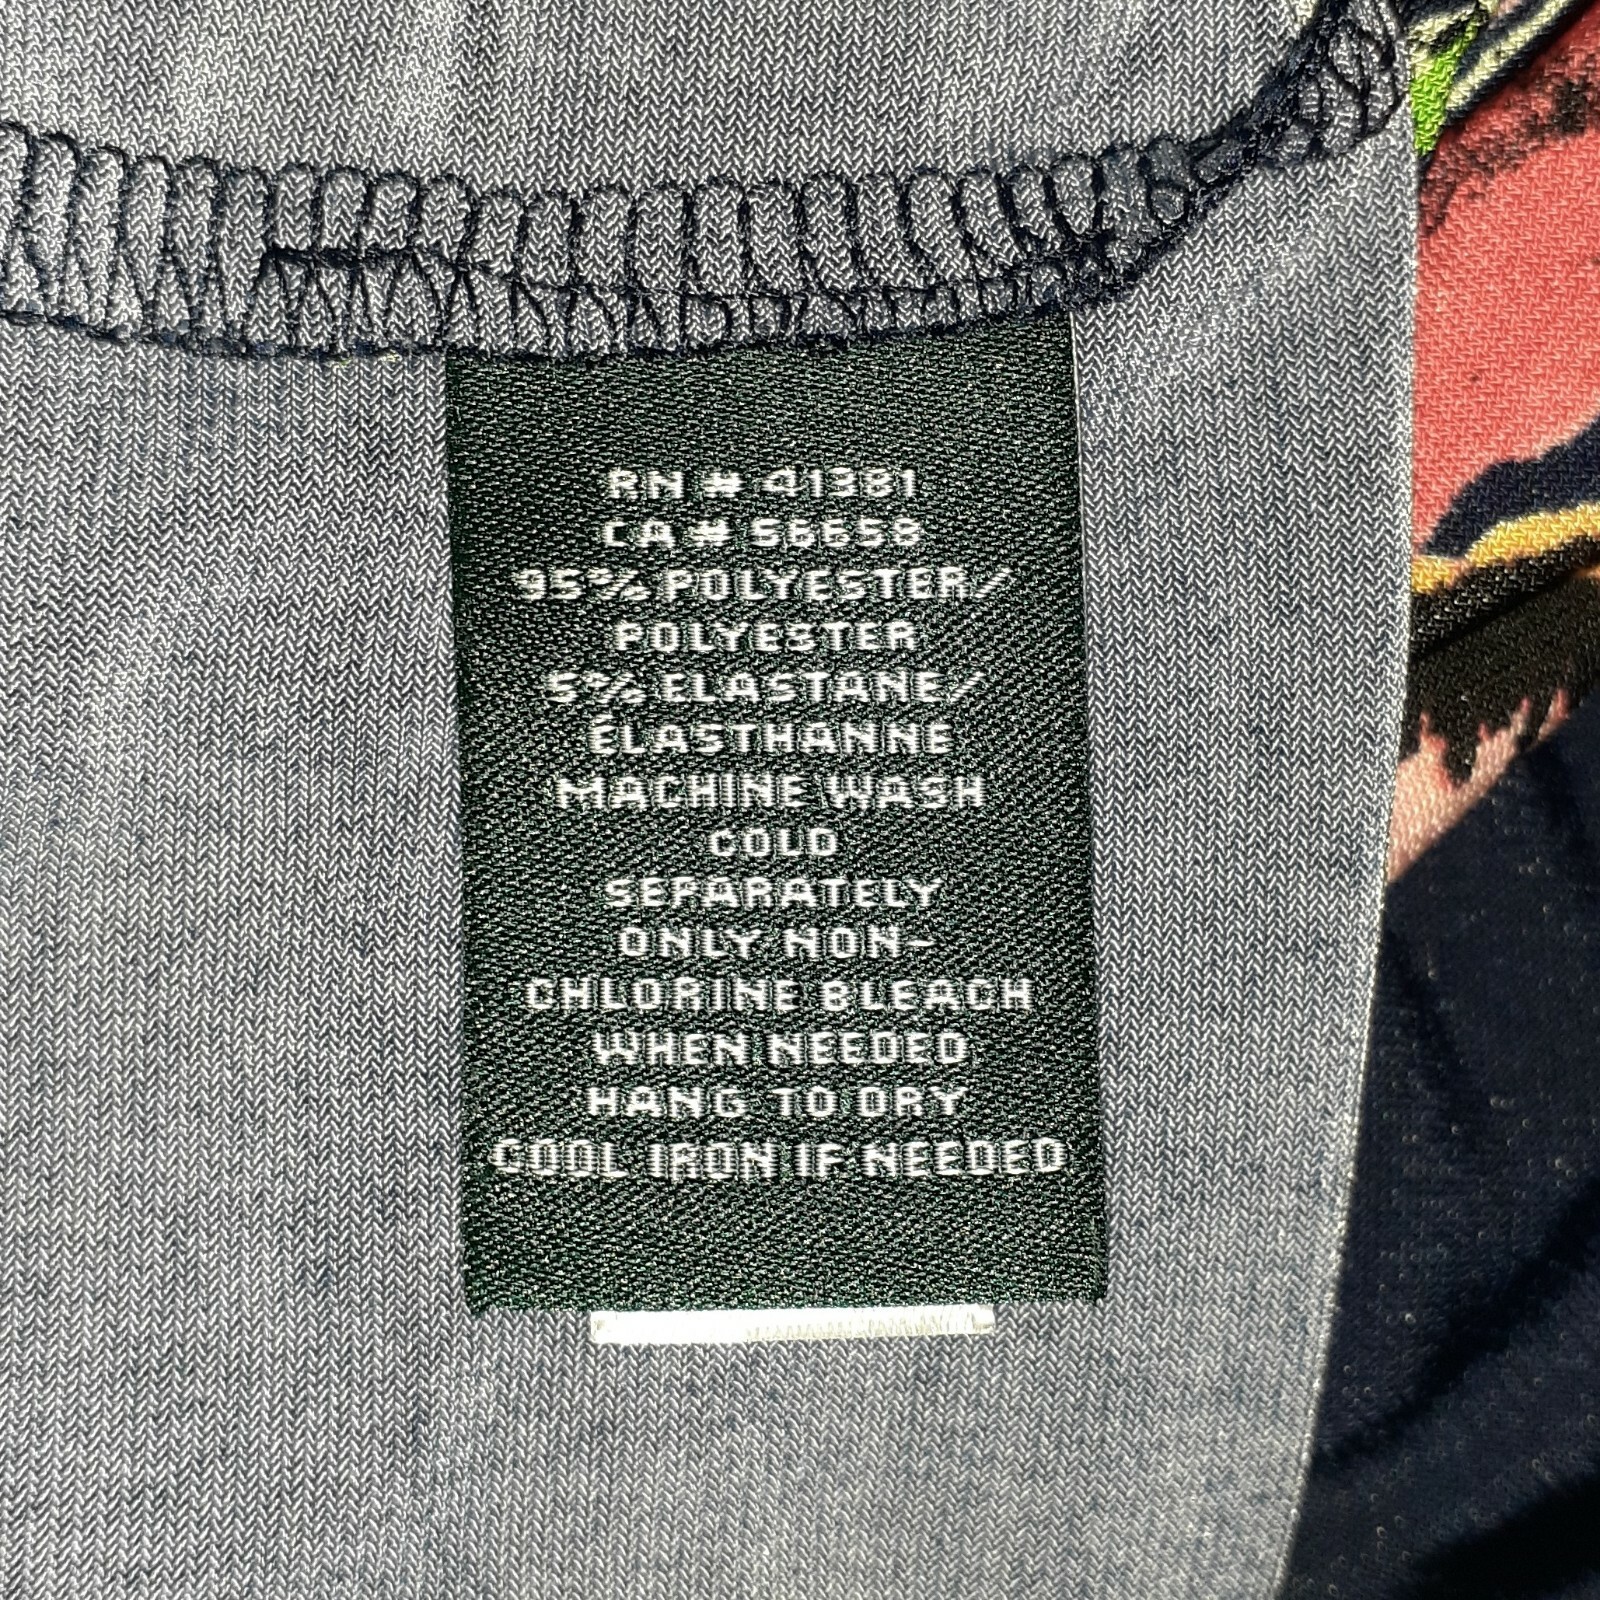 RN # 41381
CA # 56658
95% POLYESTER/
POLYESTER
5% ELASTANE/
ÉLASTHANNE
MACHINE WASH
COLD
SEPARATELY
ONLY NON-
CHLORINE BLEACH
WHEN NEEDED
HANG TO DRY
COOL IRON IF NEEDED